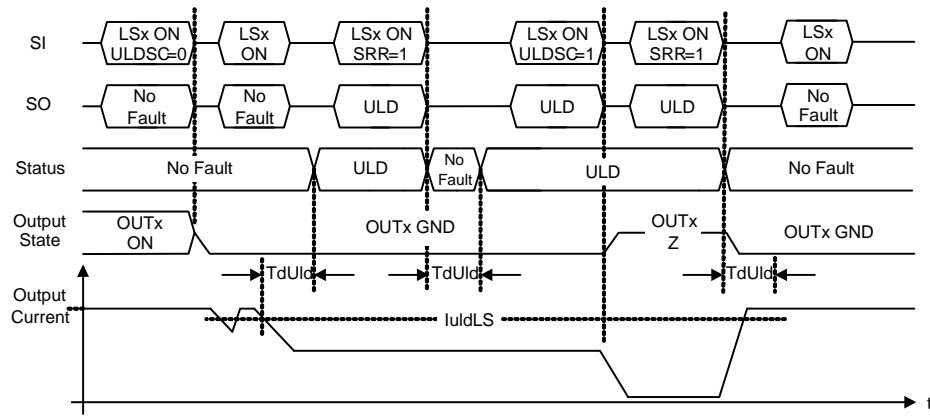 SI
LSx ON
ULDSC=0
LSx
ON
LSx ON
SRR=1
LSx ON
ULDSC=1
LSx ON
SRR=1
LSx
ON
SO
No
Fault
No
Fault
ULD
ULD
ULD
No
Fault
Status
No Fault
ULD
No
Fault
ULD
No Fault
Output
State
OUTx
ON
OUTx GND
OUTx
Z
OUTx GND
TdUld
TdUld
TdUld
Output
Current
IuldLS
t